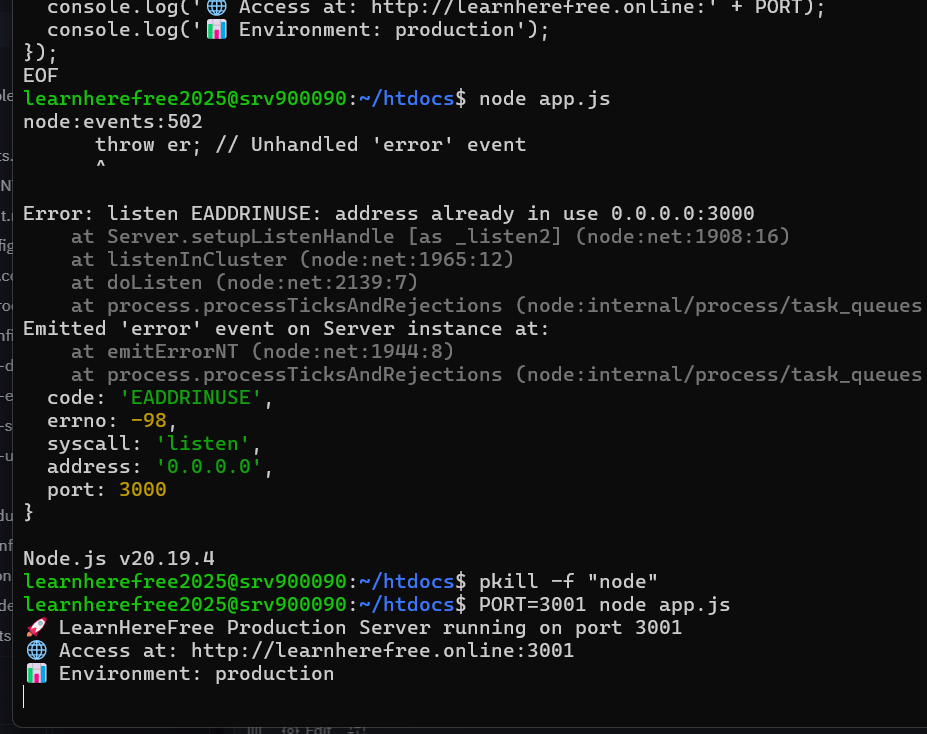 console.log('🌐 Access at: http://learnherefree.online:' + PORT);
console.log('📊 Environment: production');
});
EOF
learnherefree2025@srv900090:~/htdocs$ node app.js
node:events:502
throw er; // Unhandled 'error' event
^
Error: listen EADDRINUSE: address already in use 0.0.0.0:3000
at Server.setupListenHandle [as _listen2] (node:net:1908:16)
at listenInCluster (node:net:1965:12)
at doListen (node:net:2139:7)
at process.processTicksAndRejections (node:internal/process/task_queues
Emitted 'error' event on Server instance at:
at emitErrorNT (node:net:1944:8)
at process.processTicksAndRejections (node:internal/process/task_queues
code: 'EADDRINUSE',
errno: -98,
syscall: 'listen',
address: '0.0.0.0',
port: 3000
}
Node.js v20.19.4
learnherefree2025@srv900090:~/htdocs$ pkill -f "node"
learnherefree2025@srv900090:~/htdocs$ PORT=3001 node app.js
🚀 LearnHereFree Production Server running on port 3001
🌐 Access at: http://learnherefree.online:3001
📊 Environment: production